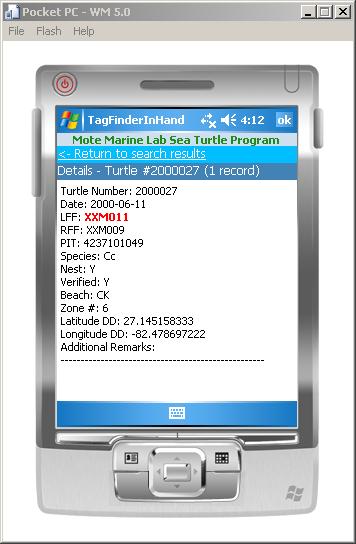 Pocket PC - WM 5.0
File Flash Help
TagFinderInHand 4:12 ok
Mote Marine Lab Sea Turtle Program
<- Return to search results
Details - Turtle #2000027 (1 record)
Turtle Number: 2000027
Date: 2000-06-11
LFF: XXM011
RFF: XXM009
PIT: 4237101049
Species: Cc
Nest: Y
Verified: Y
Beach: CK
Zone #: 6
Latitude DD: 27.145158333
Longitude DD: -82.478697222
Additional Remarks:
---------------------------------------------------